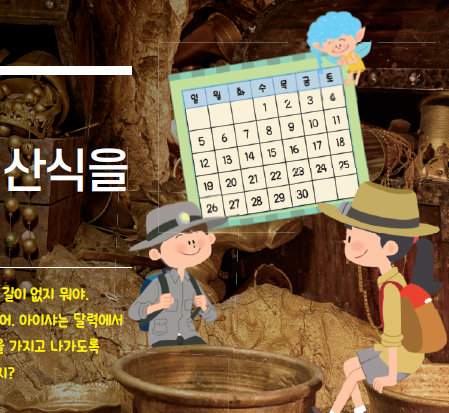 일 월 화 수 목 금 토
1 2 3 4
5 6 7 8 9 10 11
12 13 14 15 16 17 18
19 20 21 22 23 24 25
26 27 28 29 30
산식을
길이 없지 뭐야.
어. 아이샤는 달력에서
을 가지고 나가도록
지?